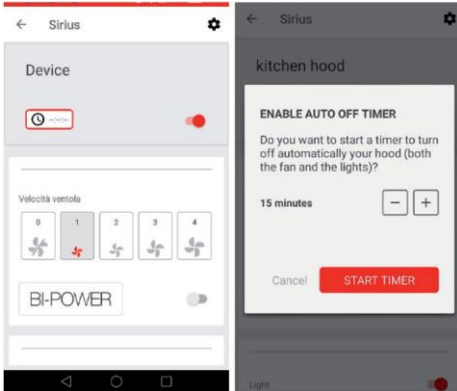 Sirius
Device
--:--
Velocità ventola
0 1 2 3 4
BI-POWER
Sirius
kitchen hood
ENABLE AUTO OFF TIMER
Do you want to start a timer to turn
off automatically your hood (both
the fan and the lights)?
15 minutes
Cancel START TIMER
Light